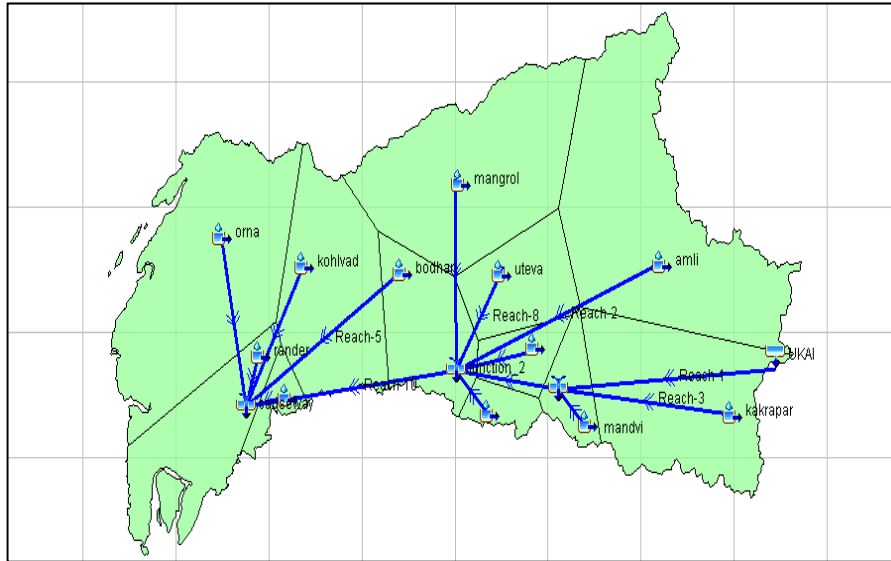 mangrol
orna
kohlvad
bodhan
uteva
amli
Reach-8
Reach-2
Reach-5
rander
UKAI
Junction_2
Reach-1
Reach-10
Reach-3
causeway
kakrapar
mandvi